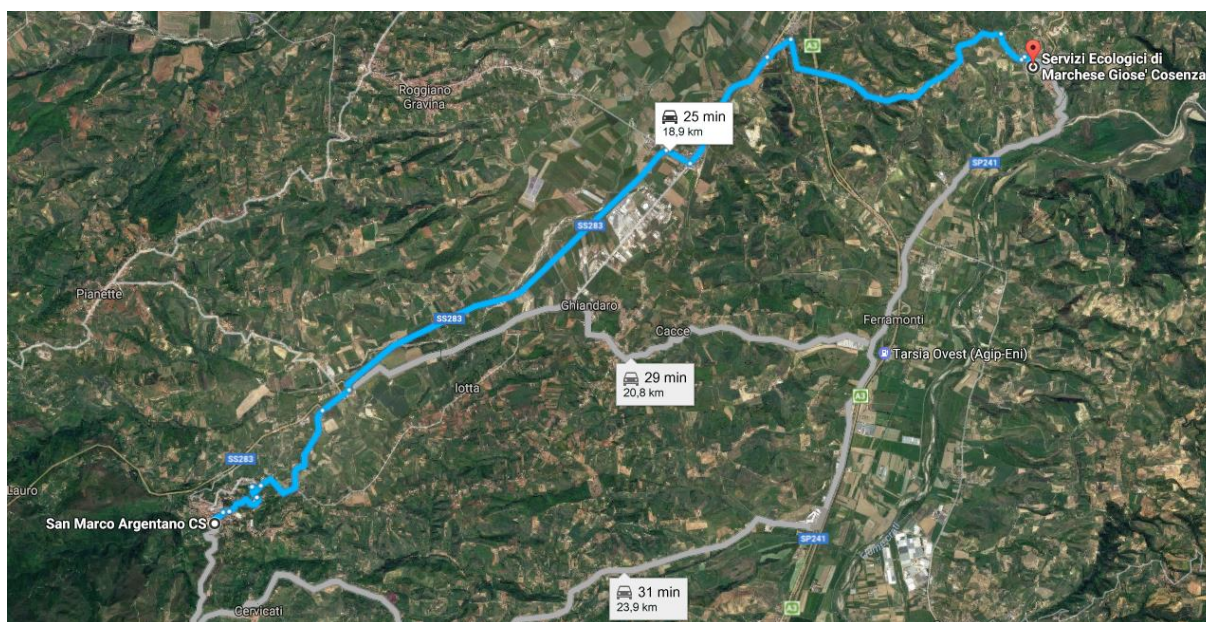 A3
Servizi Ecologici di
Marchese Giose' Cosenza
Roggiano
Gravina
25 min
18,9 km
SP241
SS283
Pianette
Ghiandaro
SS283
Cacce
Ferramonti
Tarsia Ovest (Agip-Eni)
29 min
20,8 km
Iotta
A3
SS283
Lauro
San Marco Argentano CS
SP241
31 min
23,9 km
Cervicati
A3